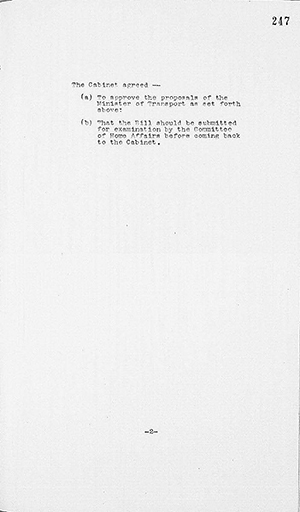 247
The Cabinet agreed —
(a) To approve the proposals of the
Minister of Transport as set forth
above:
(b) That the Bill should be submitted
for examination by the Committee
of Home Affairs before coming back
to the Cabinet.
-2-